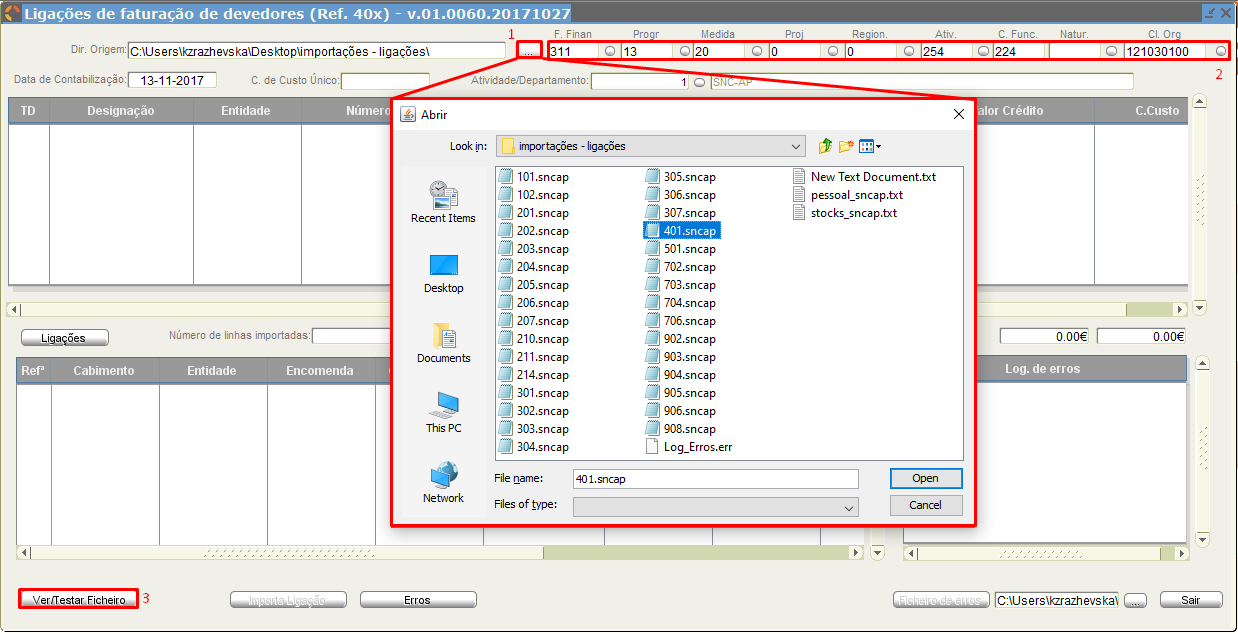 Ligações de faturação de devedores (Ref. 40x) - v.01.0060.20171027
1 F. Finan Progr Medida Proj Region. Ativ. C. Func. Natur. Cl. Org
Dir. Origem: C:\Users\kzrazhevska\Desktop\importações - ligações\ ... 311 13 20 0 0 254 224 121030100
2
Data de Contabilização: 13-11-2017 C. de Custo Único: Atividade/Departamento: 1 SNC-AP
TD Designação Entidade Número alor Crédito C.Custo
Abrir
Look in: importações - ligações
Recent Items
Desktop
Documents
This PC
Network
101.sncap
102.sncap
201.sncap
202.sncap
203.sncap
204.sncap
205.sncap
206.sncap
207.sncap
210.sncap
211.sncap
214.sncap
301.sncap
302.sncap
303.sncap
304.sncap
305.sncap
306.sncap
307.sncap
401.sncap
501.sncap
702.sncap
703.sncap
704.sncap
706.sncap
902.sncap
903.sncap
904.sncap
905.sncap
906.sncap
908.sncap
Log_Erros.err
New Text Document.txt
pessoal_sncap.txt
stocks_sncap.txt
File name: 401.sncap Open
Files of type: Cancel
Ligações Número de linhas importadas: 0.00€ 0.00€
Refª Cabimento Entidade Encomenda Log. de erros
Ver/Testar Ficheiro 3 Importa Ligação Erros Ficheiro de erros C:\Users\kzrazhevska\ ... Sair